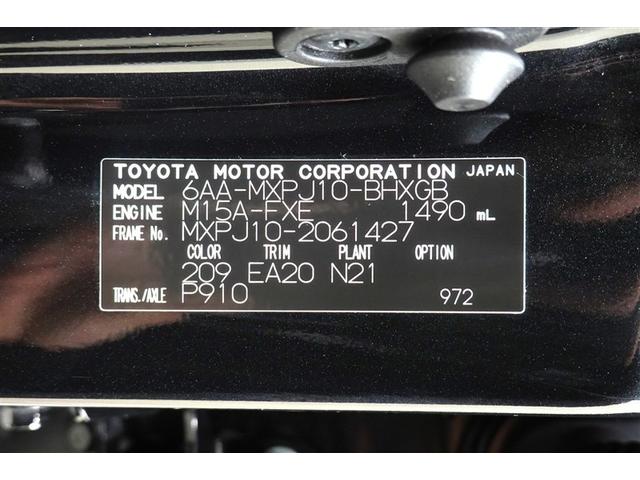 TOYOTA MOTOR CORPORATION JAPAN
MODEL 6AA-MXPJ10-BHXGB
ENGINE M15A-FXE 1490 mL
FRAME No. MXPJ10-2061427
COLOR TRIM PLANT OPTION
209 EA20 N21
TRANS./AXLE P910 972